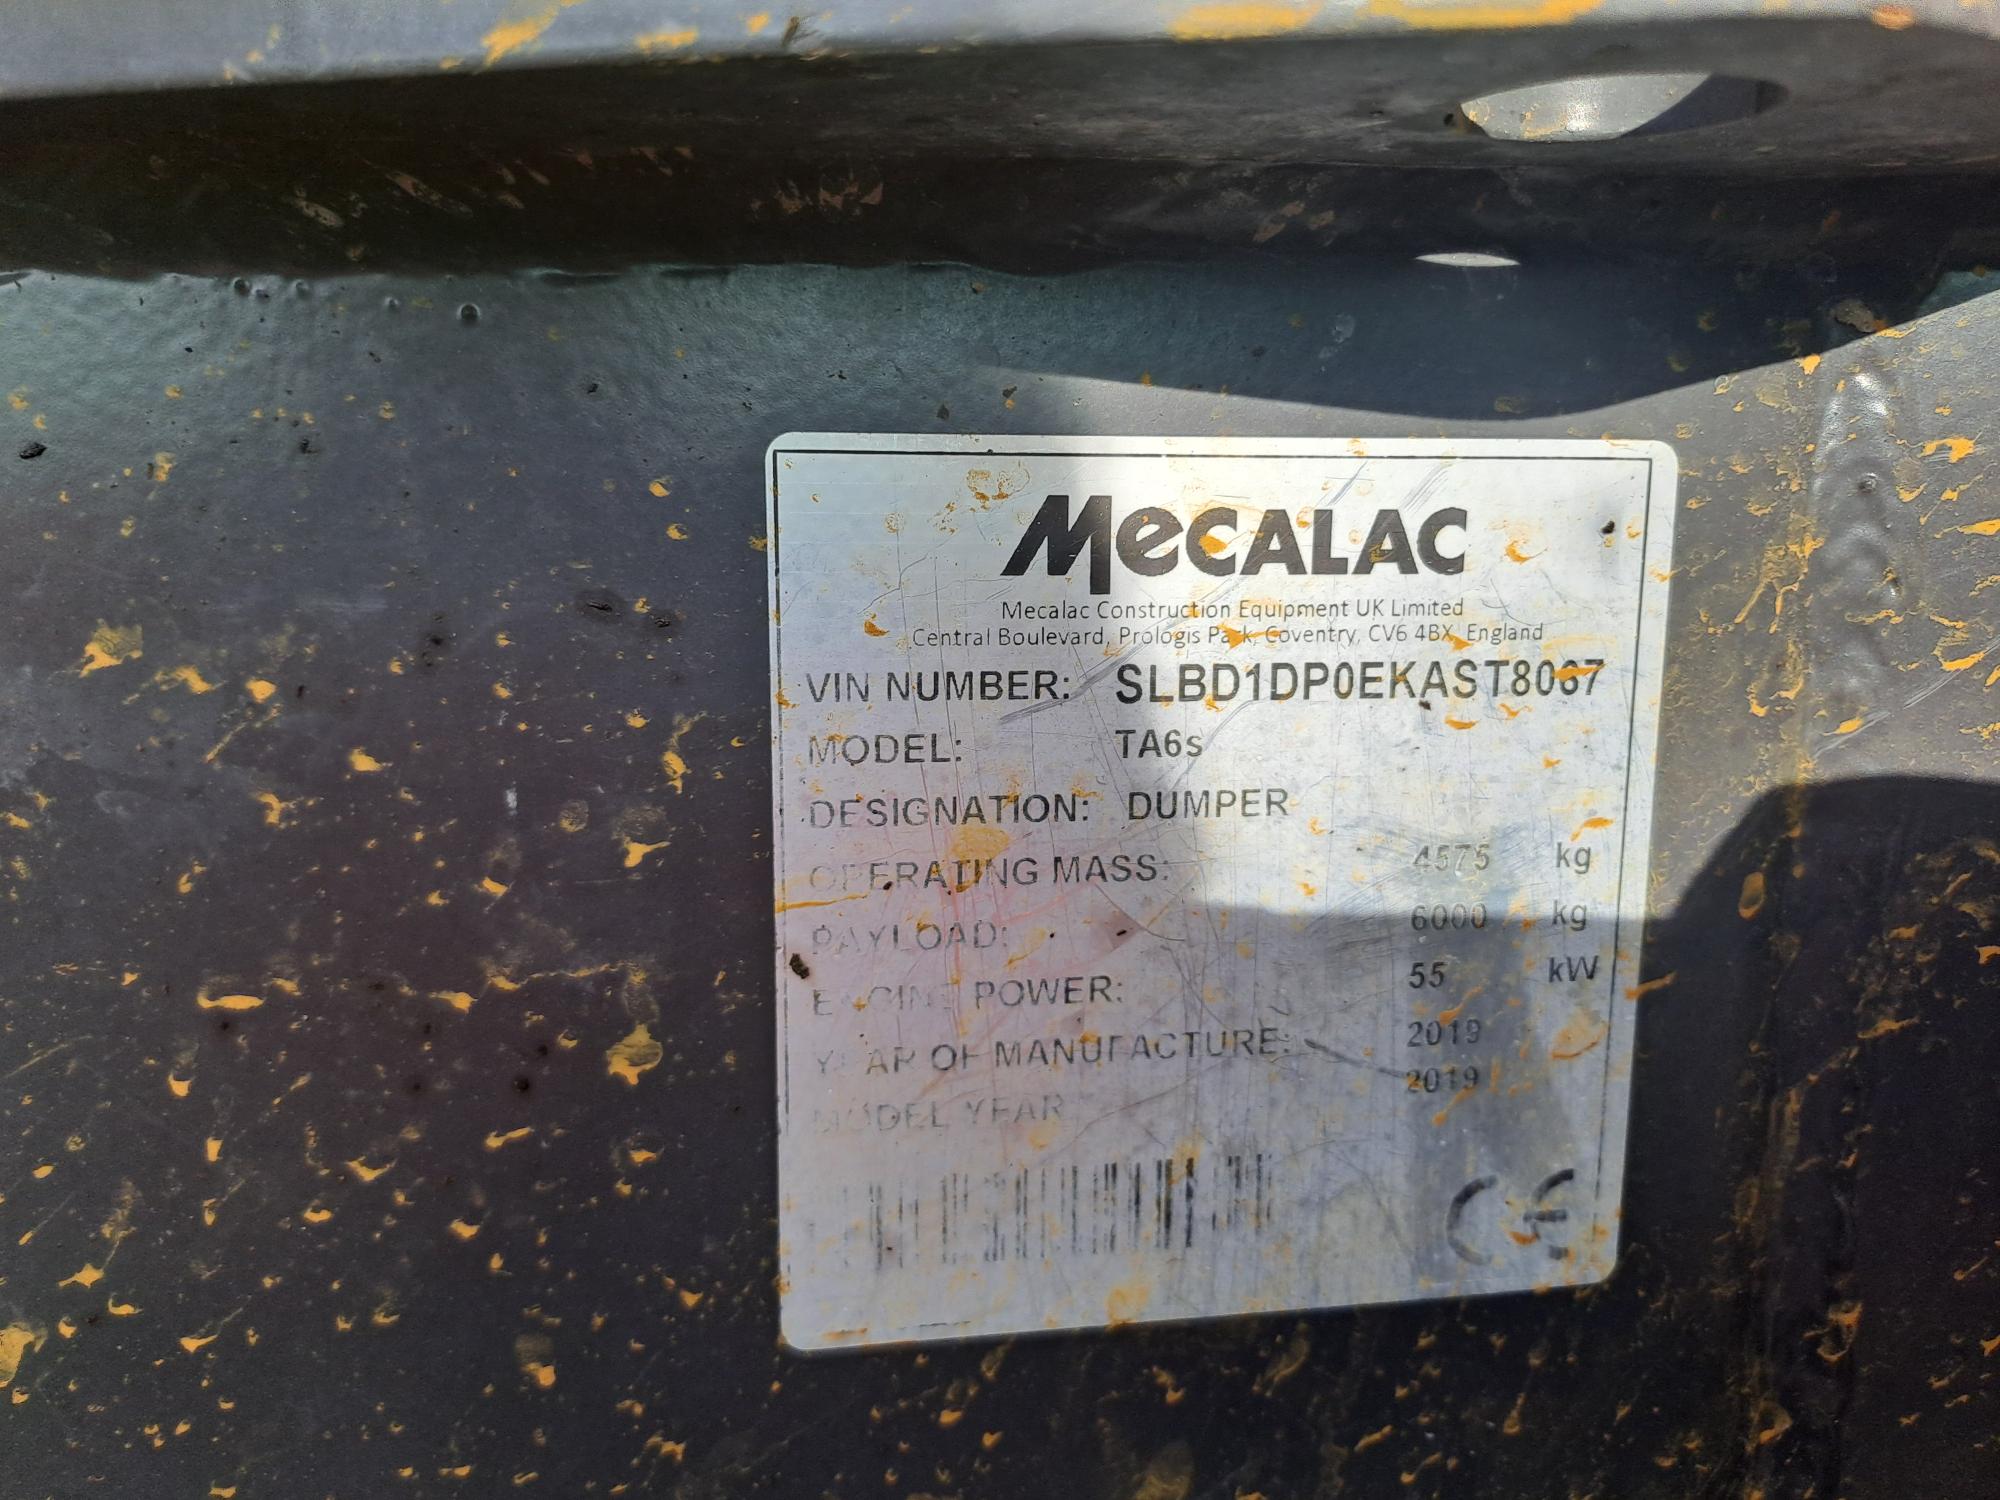 MECALAC
Mecalac Construction Equipment UK Limited
Central Boulevard, Prologis Park, Coventry, CV6 4BX, England
VIN NUMBER: SLBD1DP0EKAST8067
MODEL: TA6s
DESIGNATION: DUMPER
OPERATING MASS: 4575 kg
PAYLOAD: 6000 kg
ENGINE POWER: 55 kW
YEAR OF MANUFACTURE: 2019
MODEL YEAR 2019
CE